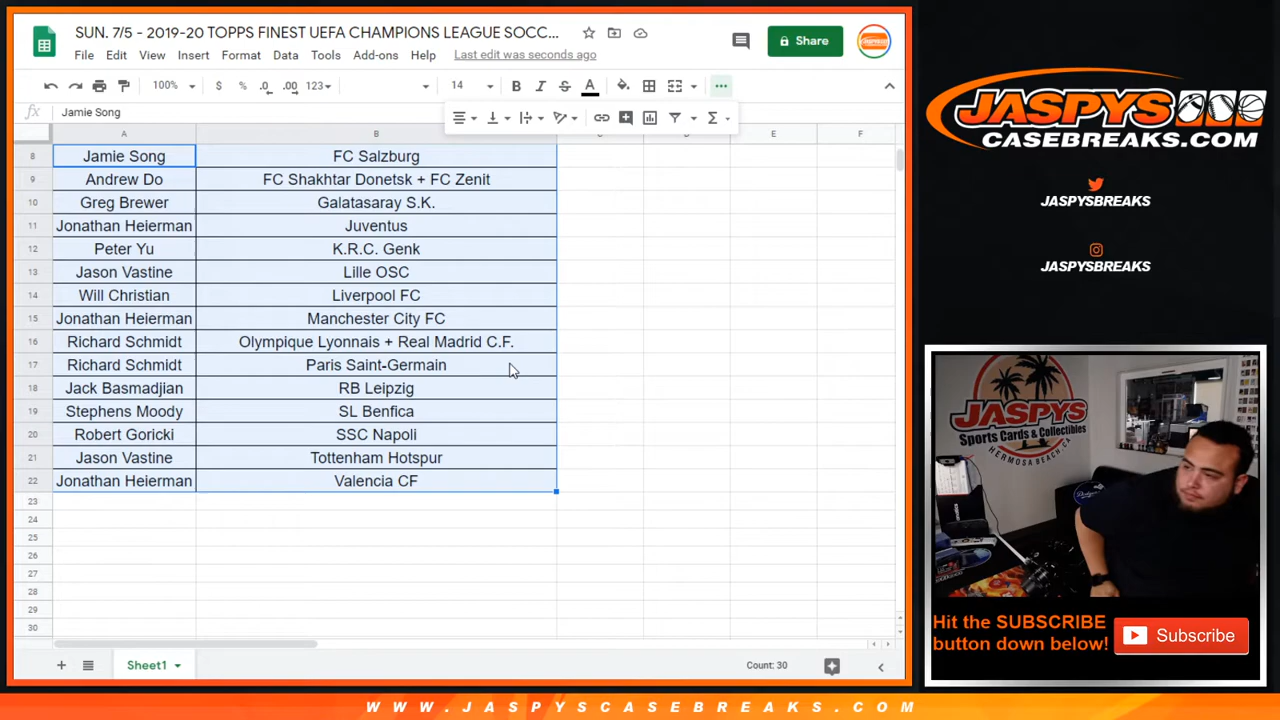 SUN. 7/5 - 2019-20 TOPPS FINEST UEFA CHAMPIONS LEAGUE SOCC...
File Edit View Insert Format Data Tools Add-ons Help Last edit was seconds ago
Share
100% $ % .0 .00 123 14 B I S A
fx Jamie Song
A B E F
8 Jamie Song FC Salzburg
9 Andrew Do FC Shakhtar Donetsk + FC Zenit
10 Greg Brewer Galatasaray S.K.
11 Jonathan Heierman Juventus
12 Peter Yu K.R.C. Genk
13 Jason Vastine Lille OSC
14 Will Christian Liverpool FC
15 Jonathan Heierman Manchester City FC
16 Richard Schmidt Olympique Lyonnais + Real Madrid C.F.
17 Richard Schmidt Paris Saint-Germain
18 Jack Basmadjian RB Leipzig
19 Stephens Moody SL Benfica
20 Robert Goricki SSC Napoli
21 Jason Vastine Tottenham Hotspur
22 Jonathan Heierman Valencia CF
23
24
25
26
27
28
29
30
Sheet1
Count: 30
JASPYS
CASEBREAKS.COM
JASPYSBREAKS
JASPYSBREAKS
JASPYS
Sports Cards & Collectibles
HERMOSA BEACH, CA
Hit the SUBSCRIBE
button down below!
Subscribe
WWW.JASPYSCASEBREAKS.COM